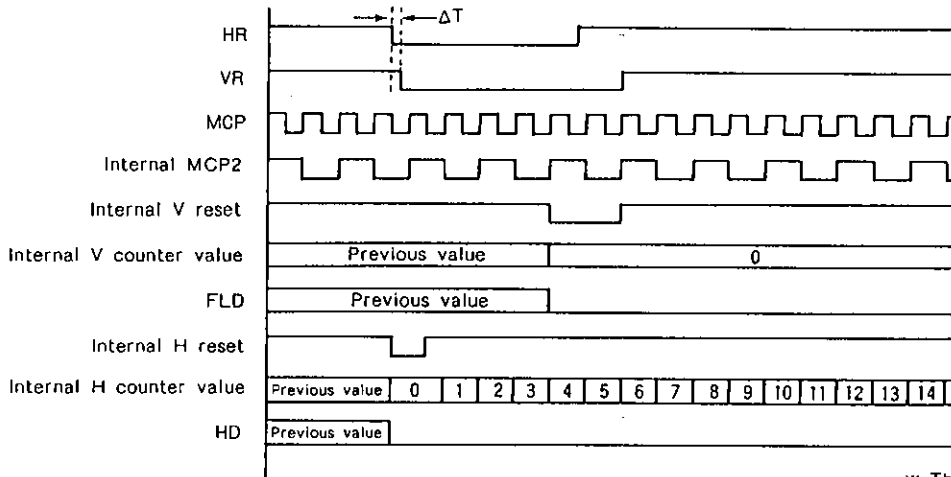 ΔT
HR
VR
MCP
Internal MCP2
Internal V reset
Internal V counter value Previous value 0
FLD Previous value
Internal H reset
Internal H counter value Previous value 0 1 2 3 4 5 6 7 8 9 10 11 12 13 14
HD Previous value